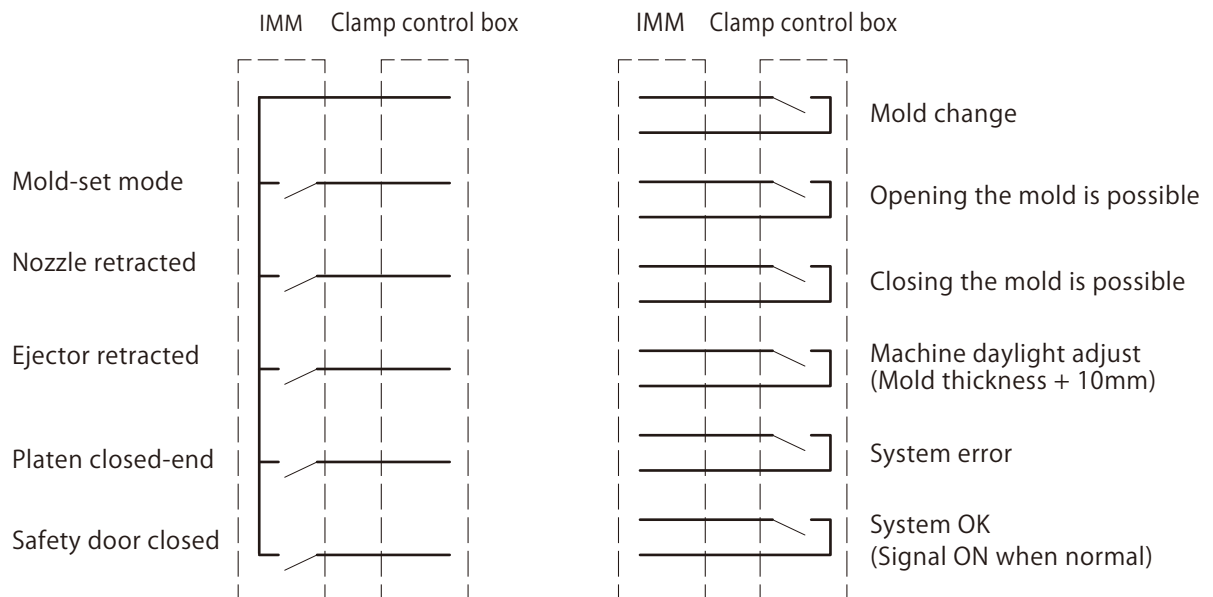 IMM Clamp control box
Mold-set mode
Nozzle retracted
Ejector retracted
Platen closed-end
Safety door closed
IMM Clamp control box
Mold change
Opening the mold is possible
Closing the mold is possible
Machine daylight adjust
(Mold thickness + 10mm)
System error
System OK
(Signal ON when normal)